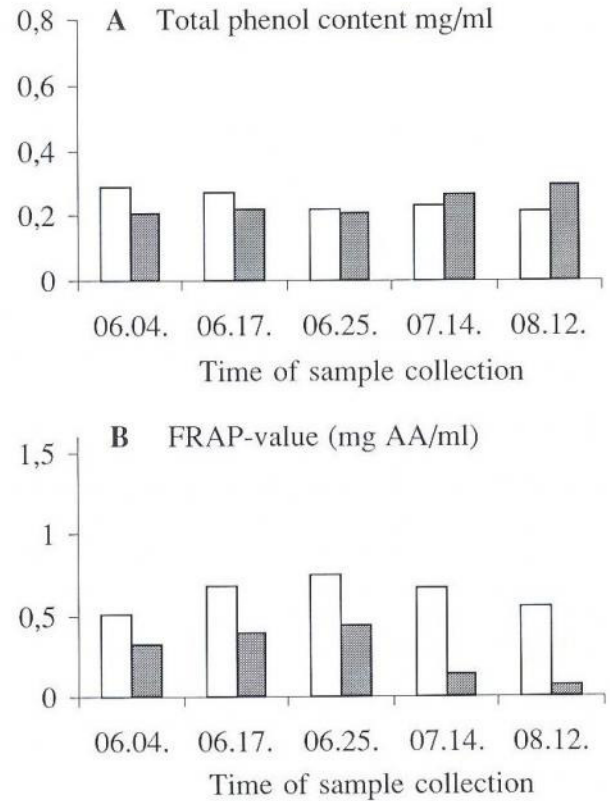 A Total phenol content mg/ml
0,8
0,6
0,4
0,2
0
06.04. 06.17. 06.25. 07.14. 08.12.
Time of sample collection
B FRAP-value (mg AA/ml)
1,5
1
0,5
0
06.04. 06.17. 06.25. 07.14. 08.12.
Time of sample collection